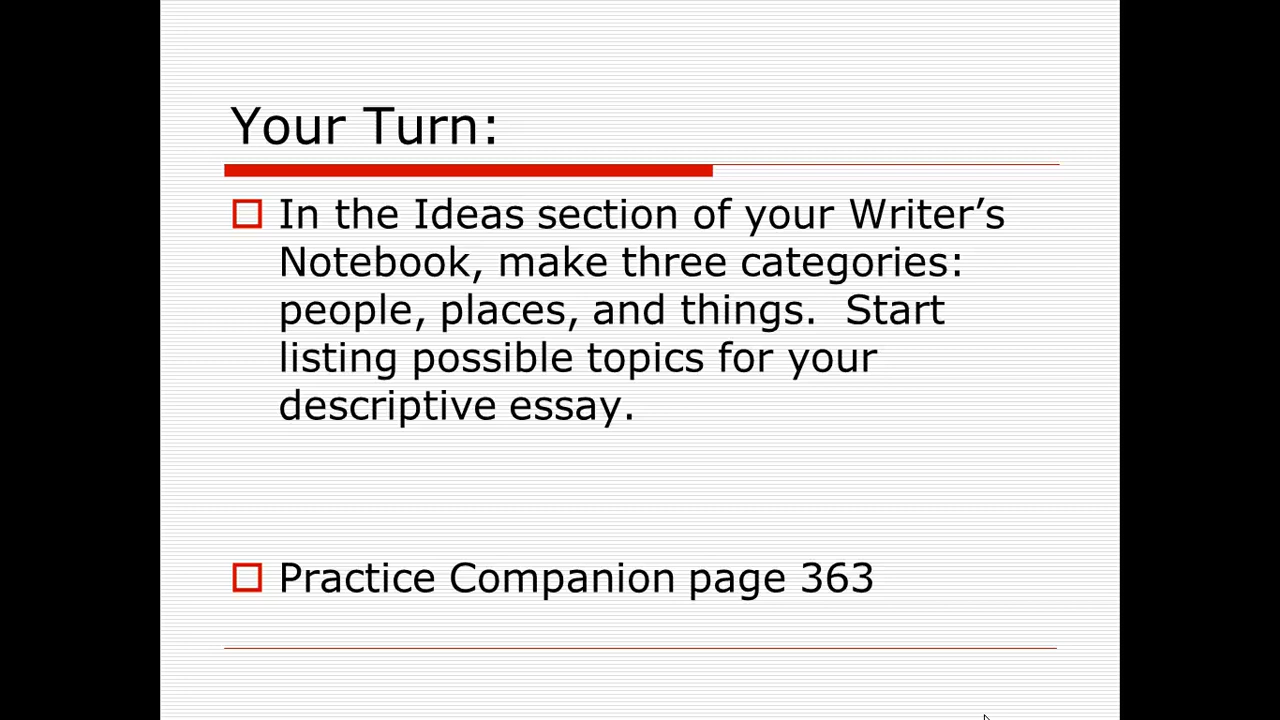 Your Turn:
In the Ideas section of your Writer’s
Notebook, make three categories:
people, places, and things.  Start
listing possible topics for your
descriptive essay.
Practice Companion page 363